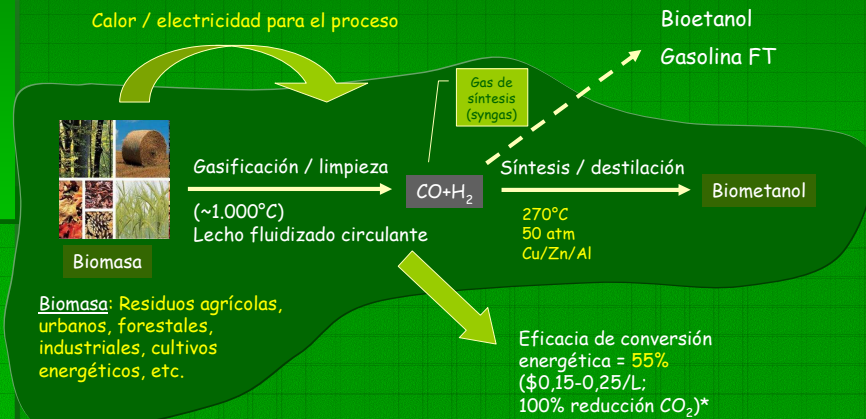 Calor / electricidad para el proceso
Bioetanol
Gasolina FT
Gas de
síntesis
(syngas)
Gasificación / limpieza
(~1.000°C)
Lecho fluidizado circulante
CO+H₂
Síntesis / destilación
270°C
50 atm
Cu/Zn/Al
Biometanol
Biomasa
Biomasa: Residuos agrícolas,
urbanos, forestales,
industriales, cultivos
energéticos, etc.
Eficacia de conversión
energética = 55%
($0,15-0,25/L;
100% reducción CO₂)*